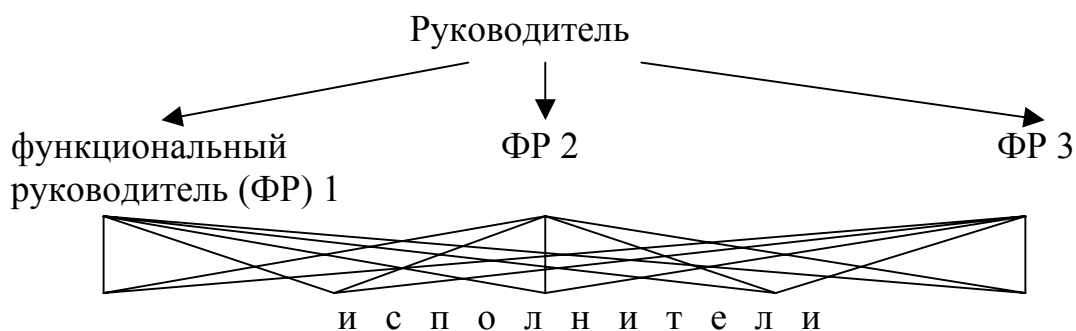 Руководитель
функциональный ФР 2 ФР 3
руководитель (ФР) 1
и с п о л н и т е л и